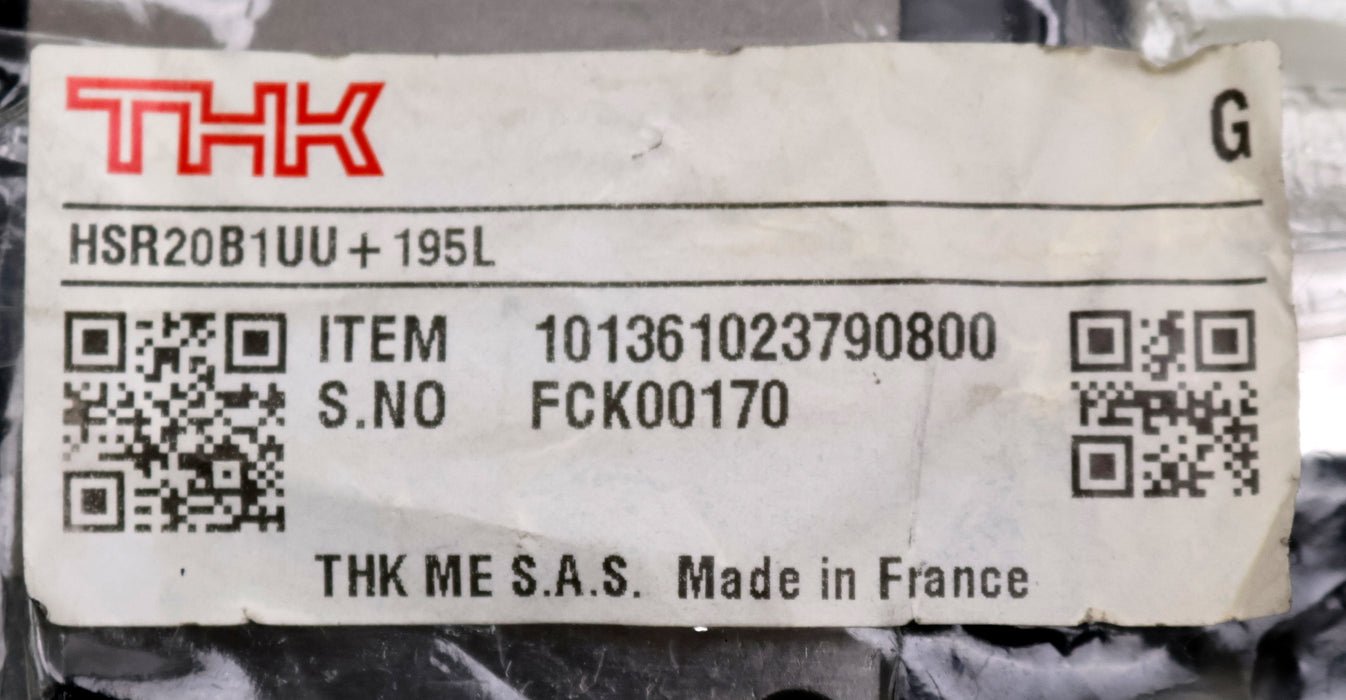 THK
G
HSR20B1UU+195L
ITEM 101361023790800
S.NO FCK00170
THK ME S.A.S. Made in France